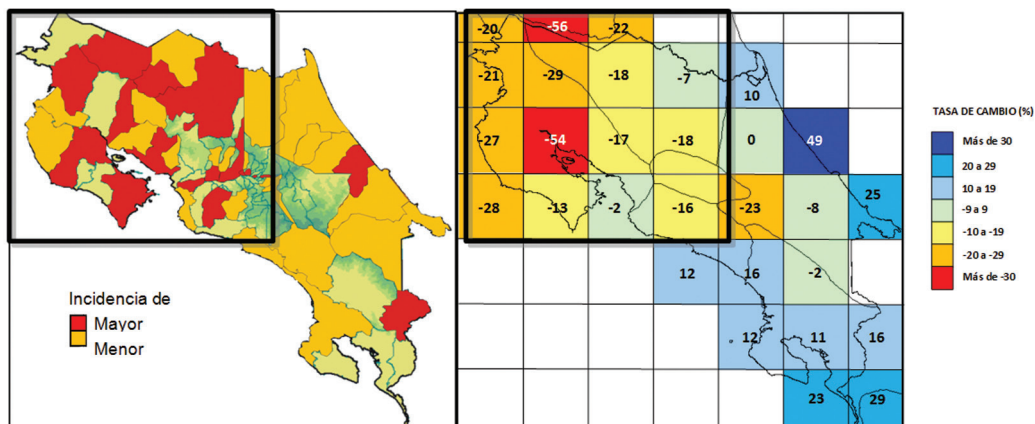 Incidencia de
Mayor
Menor
-20 -56 -22
-21 -29 -18 -7 10
-27 -54 -17 -18 0 49
-28 -13 -2 -16 -23 -8 25
12 16 -2
12 11 16
23 29
TASA DE CAMBIO (%)
Más de 30
20 a 29
10 a 19
-9 a 9
-10 a -19
-20 a -29
Más de -30